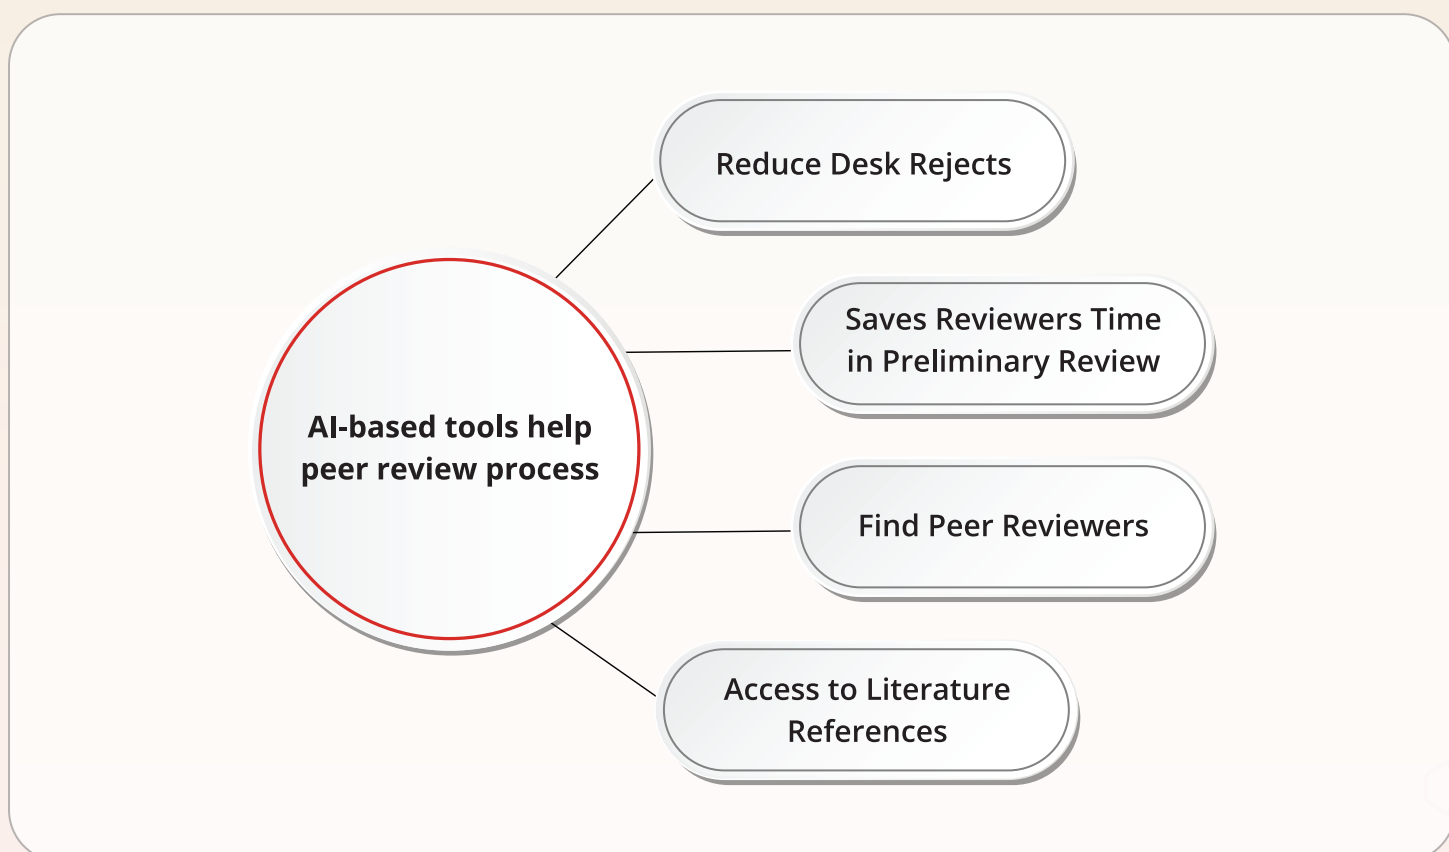 Reduce Desk Rejects
Saves Reviewers Time
in Preliminary Review
AI-based tools help
peer review process
Find Peer Reviewers
Access to Literature
References